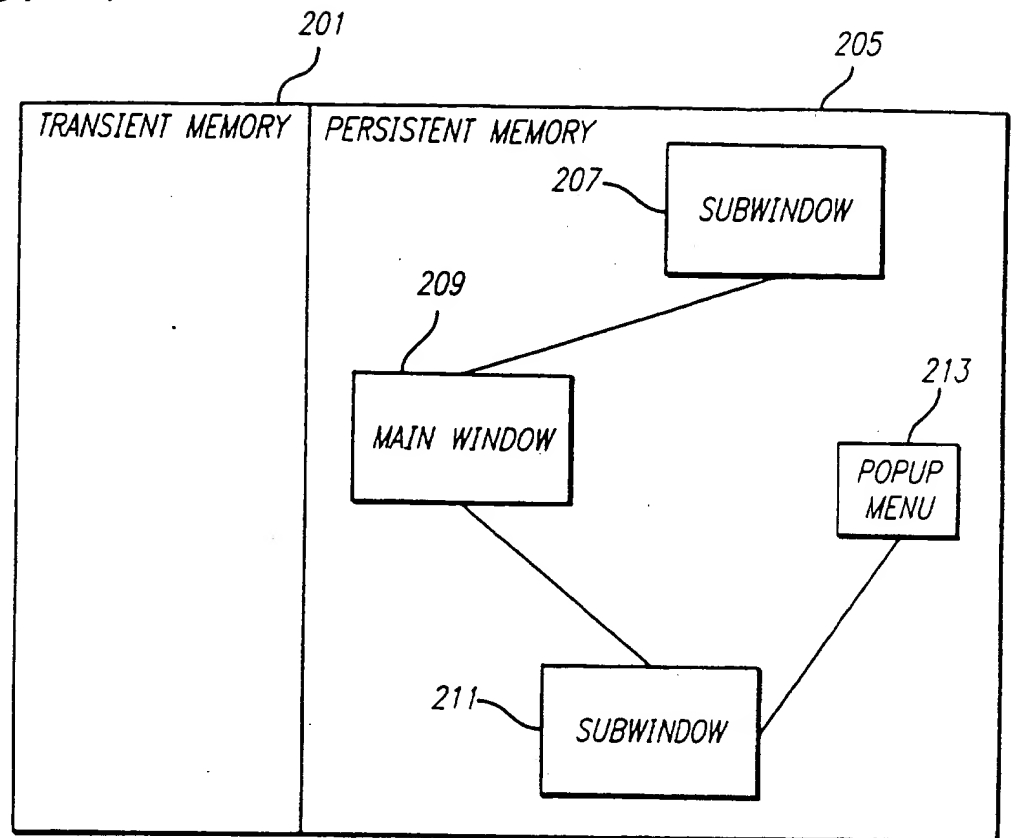 201
205
TRANSIENT MEMORY
PERSISTENT MEMORY
207
SUBWINDOW
209
MAIN WINDOW
213
POPUP
MENU
211
SUBWINDOW